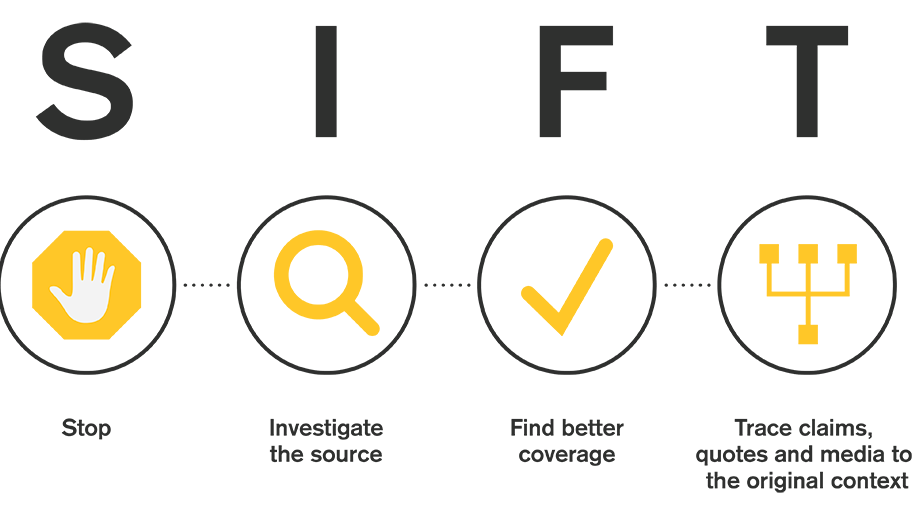 S I F T
Stop
Investigate
the source
Find better
coverage
Trace claims,
quotes and media to
the original context